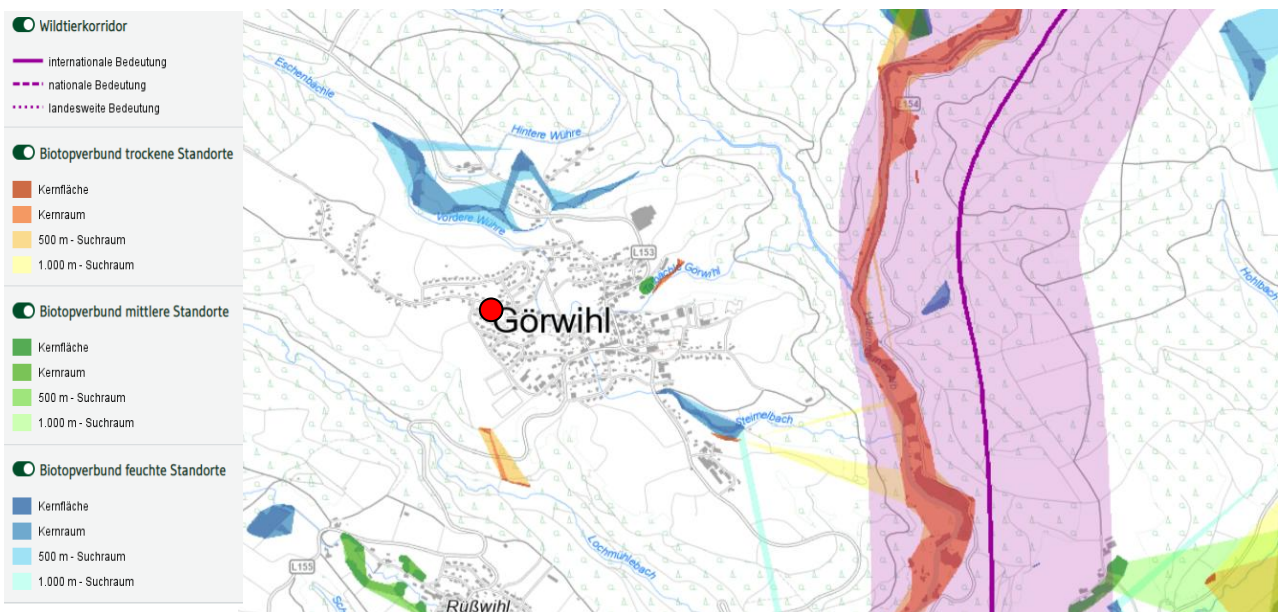 Wildtierkorridor
internationale Bedeutung
nationale Bedeutung
landesweite Bedeutung
Biotopverbund trockene Standorte
Kernfläche
Kernraum
500 m - Suchraum
1.000 m - Suchraum
Biotopverbund mittlere Standorte
Kernfläche
Kernraum
500 m - Suchraum
1.000 m - Suchraum
Biotopverbund feuchte Standorte
Kernfläche
Kernraum
500 m - Suchraum
1.000 m - Suchraum
Eschenbächle
Hintere Wühre
L154
Vordere Wühre
L153
Görwihl
Görwihl
Hohlbach
Steimelbach
Lochmühlebach
L155
Rüßwihl